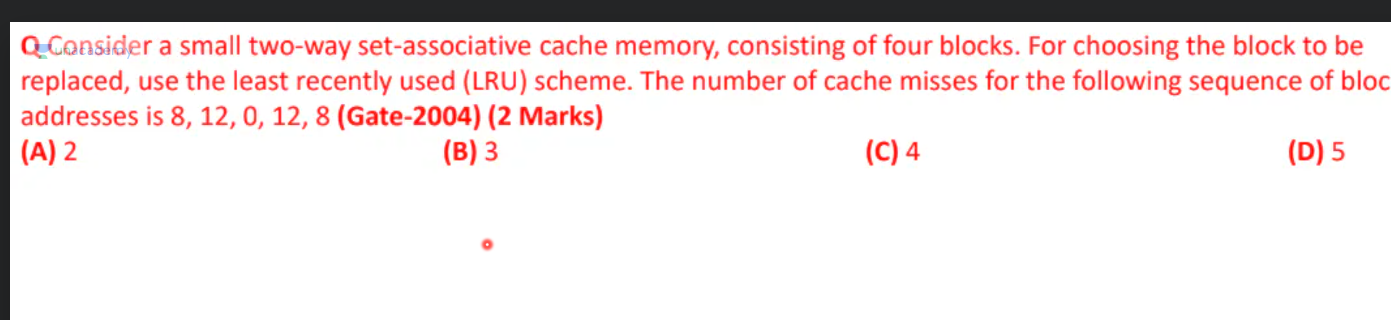 Q Consider a small two-way set-associative cache memory, consisting of four blocks. For choosing the block to be
replaced, use the least recently used (LRU) scheme. The number of cache misses for the following sequence of bloc
addresses is 8, 12, 0, 12, 8 (Gate-2004) (2 Marks)
(A) 2 (B) 3 (C) 4 (D) 5
unacademy